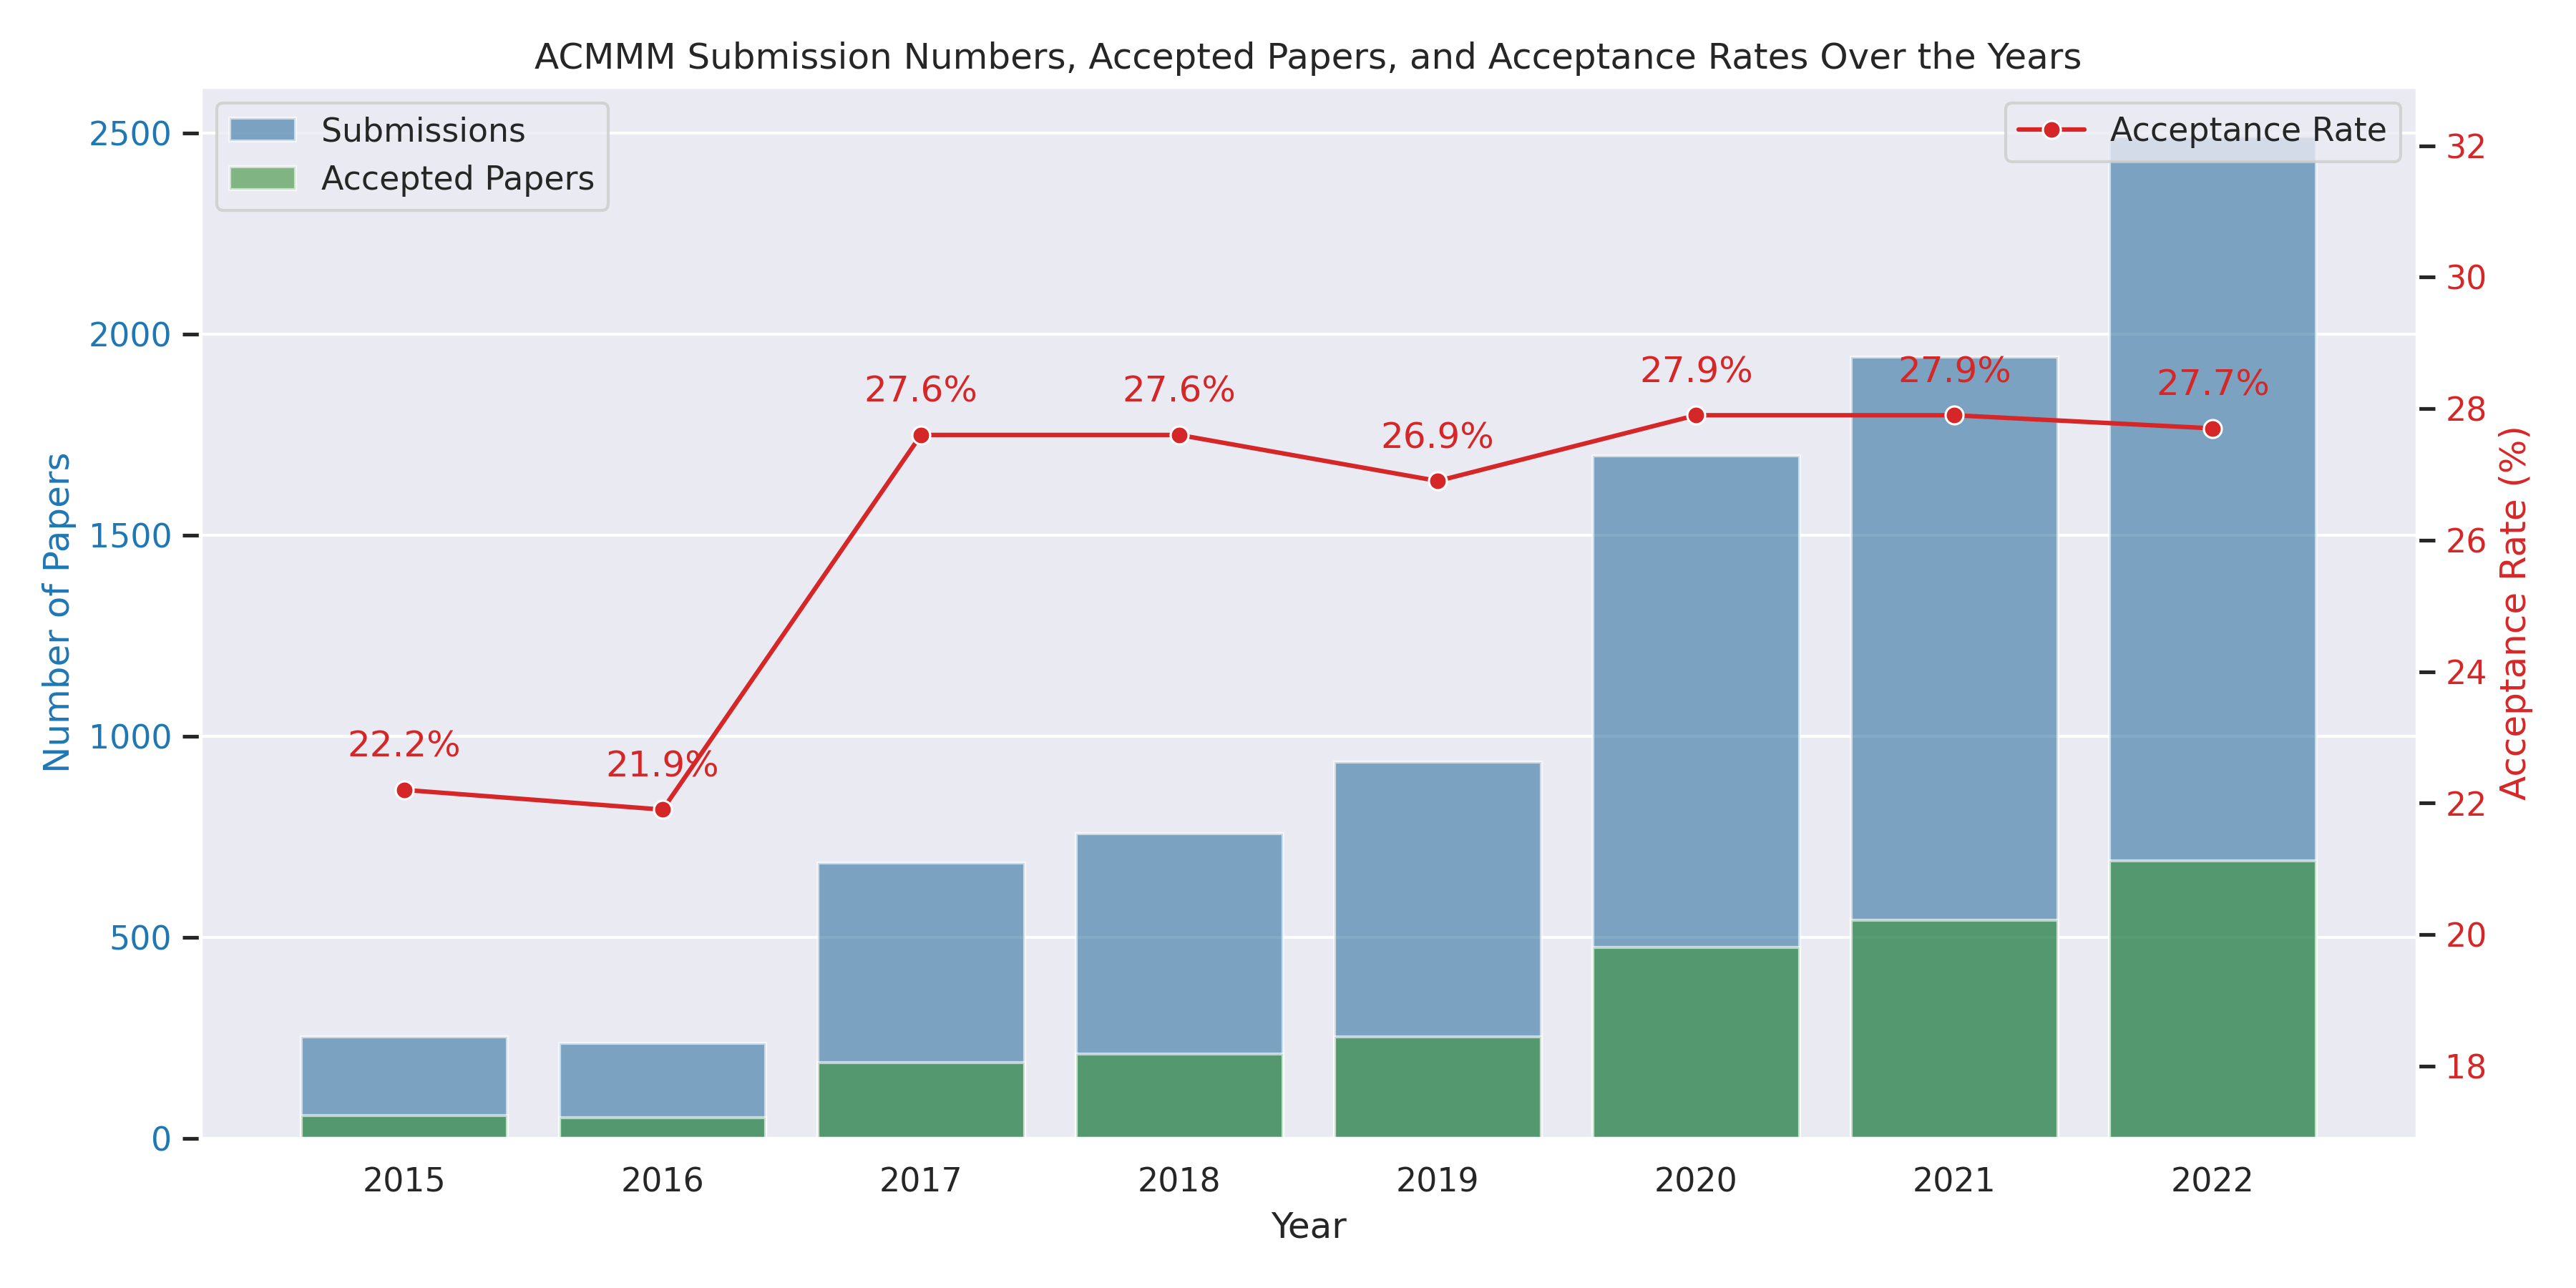 ACMMM Submission Numbers, Accepted Papers, and Acceptance Rates Over the Years
Submissions
Accepted Papers
Acceptance Rate
Number of Papers
2500
2000
1500
1000
500
0
22.2%
21.9%
27.6%
27.6%
26.9%
27.9%
27.9%
27.7%
32
30
28
26
24
22
20
18
Acceptance Rate (%)
2015 2016 2017 2018 2019 2020 2021 2022
Year